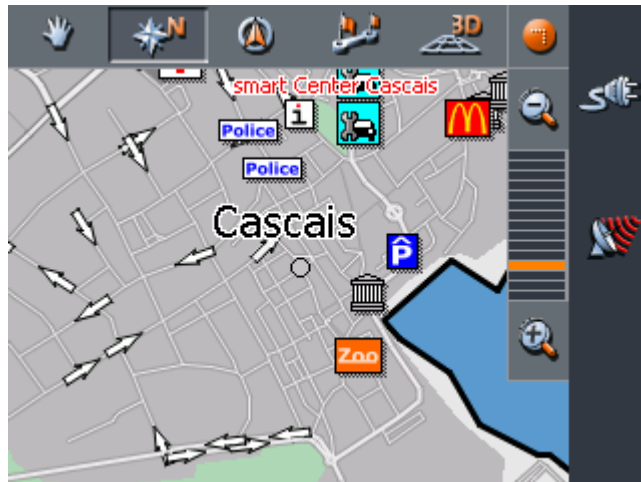 N
3D
smart Center Cascais
i
Police
Police
Cascais
P
Zoo